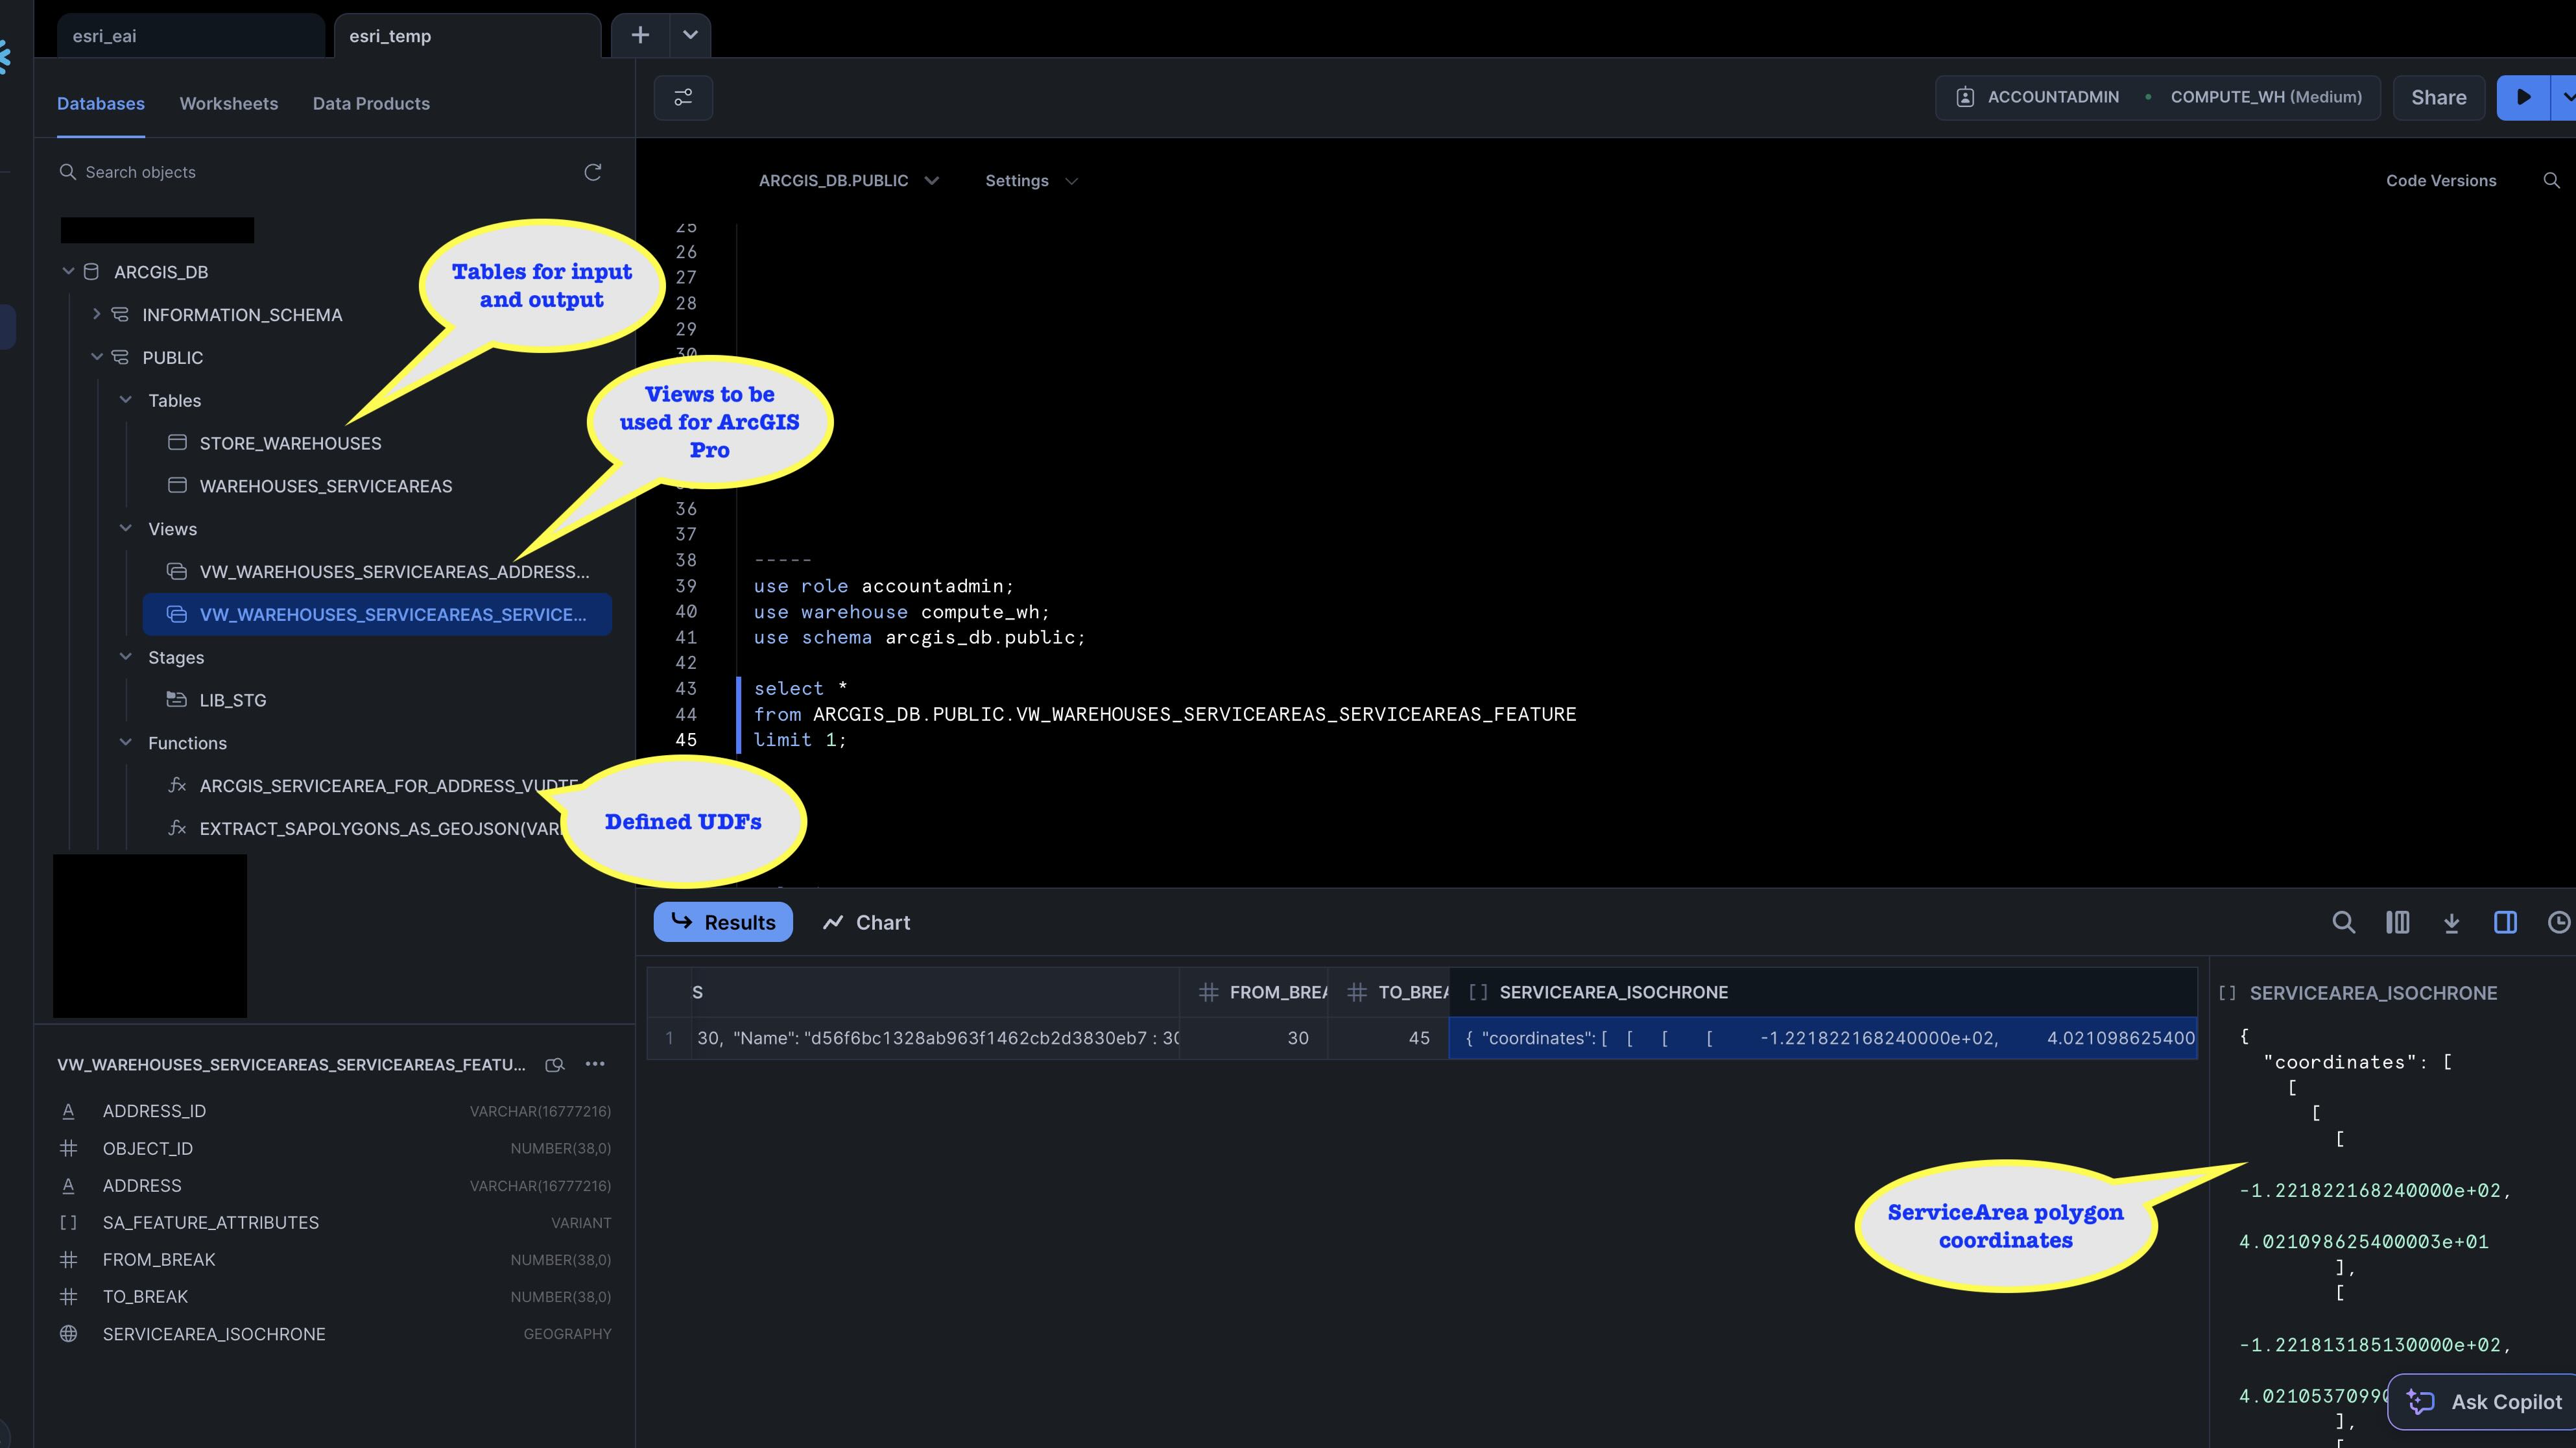 esri_eai
esri_temp
Databases
Worksheets
Data Products
ACCOUNTADMIN • COMPUTE_WH (Medium)
Share
Search objects
ARCGIS_DB.PUBLIC
Settings
Code Versions
ARCGIS_DB
INFORMATION_SCHEMA
PUBLIC
Tables
STORE_WAREHOUSES
WAREHOUSES_SERVICEAREAS
Views
VW_WAREHOUSES_SERVICEAREAS_ADDRESS...
VW_WAREHOUSES_SERVICEAREAS_SERVICE...
Stages
LIB_STG
Functions
ARCGIS_SERVICEAREA_FOR_ADDRESS_VUDTF
EXTRACT_SAPOLYGONS_AS_GEOJSON(VARI
Tables for input
and output
Views to be
used for ArcGIS
Pro
Defined UDFs
25
26
27
28
29
30
36
37
38 -----
39 use role accountadmin;
40 use warehouse compute_wh;
41 use schema arcgis_db.public;
42
43 select *
44 from ARCGIS_DB.PUBLIC.VW_WAREHOUSES_SERVICEAREAS_SERVICEAREAS_FEATURE
45 limit 1;
VW_WAREHOUSES_SERVICEAREAS_SERVICEAREAS_FEATU... ...
ADDRESS_ID VARCHAR(16777216)
OBJECT_ID NUMBER(38,0)
ADDRESS VARCHAR(16777216)
SA_FEATURE_ATTRIBUTES VARIANT
FROM_BREAK NUMBER(38,0)
TO_BREAK NUMBER(38,0)
SERVICEAREA_ISOCHRONE GEOGRAPHY
Results
Chart
S FROM_BREA TO_BREA SERVICEAREA_ISOCHRONE
1 30, "Name": "d56f6bc1328ab963f1462cb2d3830eb7 : 30 30 45 { "coordinates": [ [ [ [ -1.221822168240000e+02, 4.021098625400
SERVICEAREA_ISOCHRONE
{
"coordinates": [
[
[
[
-1.221822168240000e+02,
4.021098625400003e+01
],
[
-1.221813185130000e+02,
4.02105370990
],
[
ServiceArea polygon
coordinates
Ask Copilot